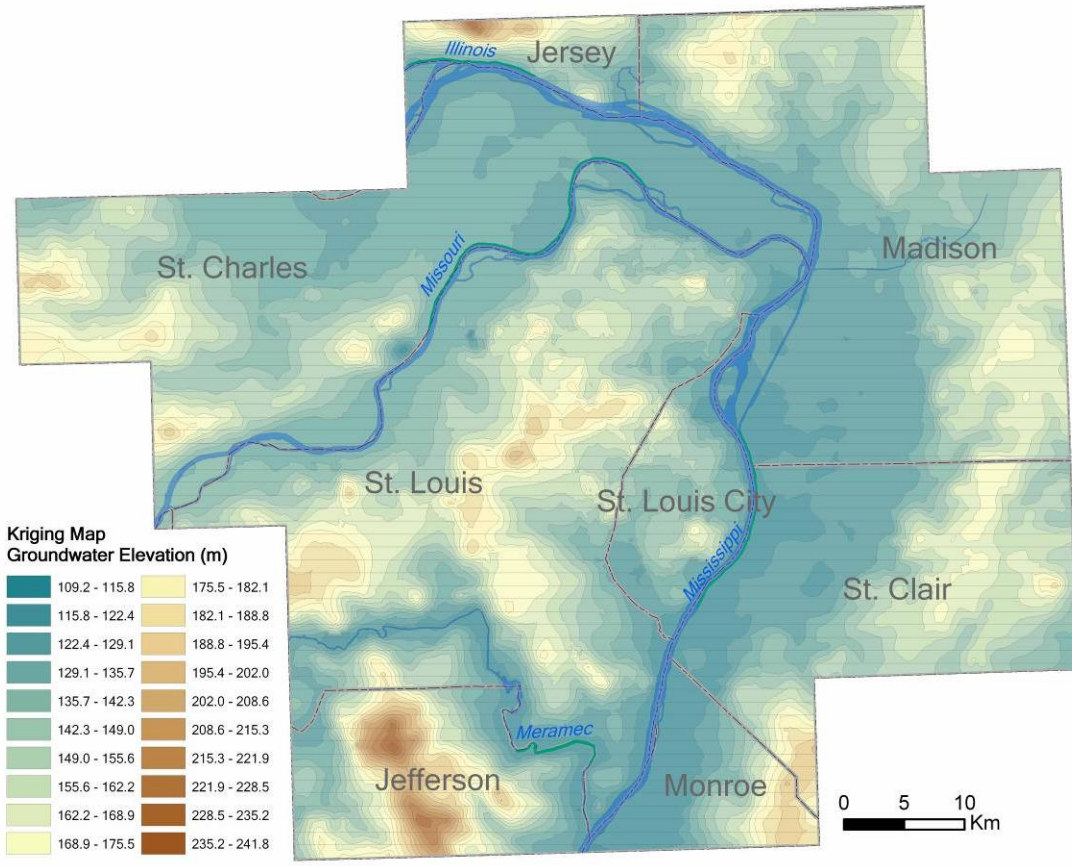 Illinois
Jersey
Madison
St. Charles
Missouri
St. Louis
St. Louis City
Mississippi
St. Clair
Meramec
Jefferson
Monroe
Kriging Map
Groundwater Elevation (m)
109.2 - 115.8
115.8 - 122.4
122.4 - 129.1
129.1 - 135.7
135.7 - 142.3
142.3 - 149.0
149.0 - 155.6
155.6 - 162.2
162.2 - 168.9
168.9 - 175.5
175.5 - 182.1
182.1 - 188.8
188.8 - 195.4
195.4 - 202.0
202.0 - 208.6
208.6 - 215.3
215.3 - 221.9
221.9 - 228.5
228.5 - 235.2
235.2 - 241.8
0 5 10
Km